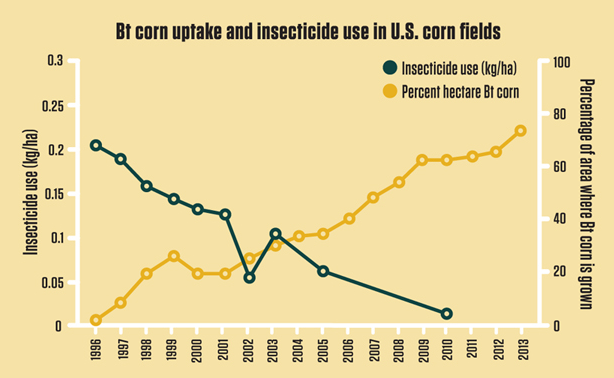 Bt corn uptake and insecticide use in U.S. corn fields
Insecticide use (kg/ha)
Percent hectare Bt corn
Insecticide use (kg/ha)
0.3
0.25
0.2
0.15
0.1
0.05
0
100
80
60
40
20
0
Percentage of area where Bt corn is grown
1996 1997 1998 1999 2000 2001 2002 2003 2004 2005 2006 2007 2008 2009 2010 2011 2012 2013